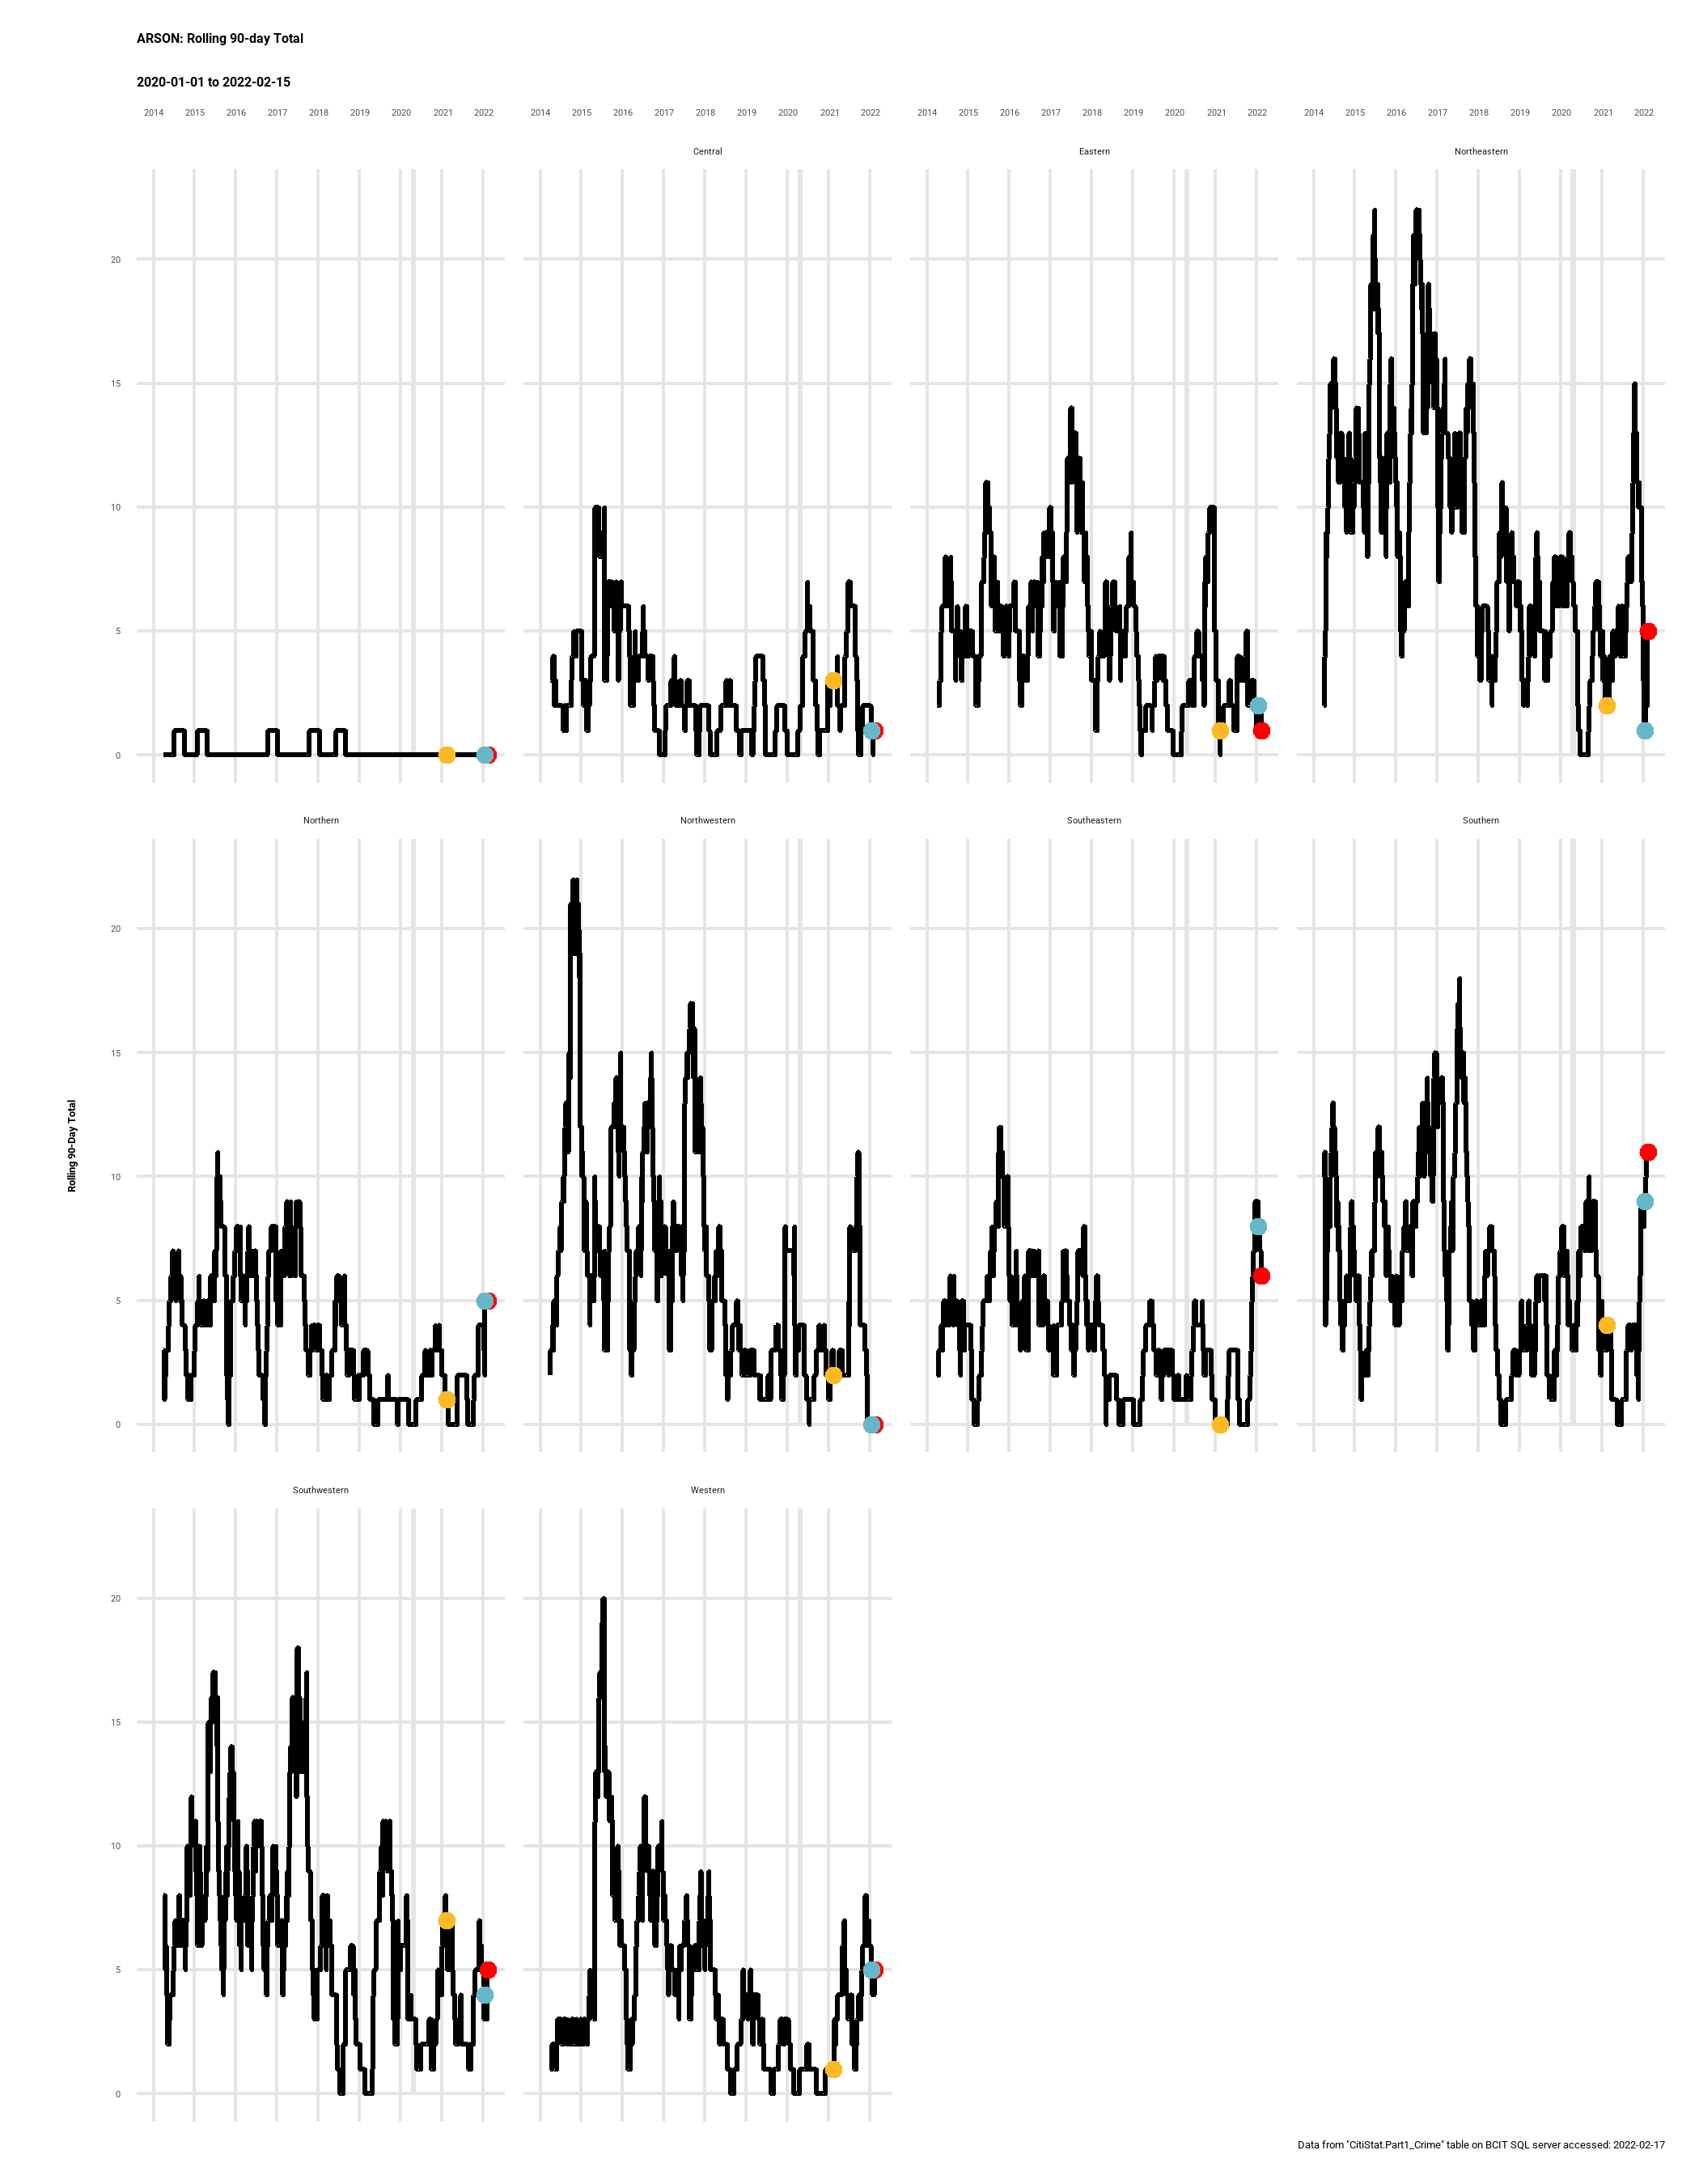 ARSON: Rolling 90-day Total
2020-01-01 to 2022-02-15
2014 2015 2016 2017 2018 2019 2020 2021 2022 2014 2015 2016 2017 2018 2019 2020 2021 2022 2014 2015 2016 2017 2018 2019 2020 2021 2022 2014 2015 2016 2017 2018 2019 2020 2021 2022
Central Eastern Northeastern
20
15
10
5
0
Northern Northwestern Southeastern Southern
20
15
10
5
0
Rolling 90-Day Total
Southwestern Western
20
15
10
5
0
Data from "CitiStat.Part1_Crime" table on BCIT SQL server accessed: 2022-02-17